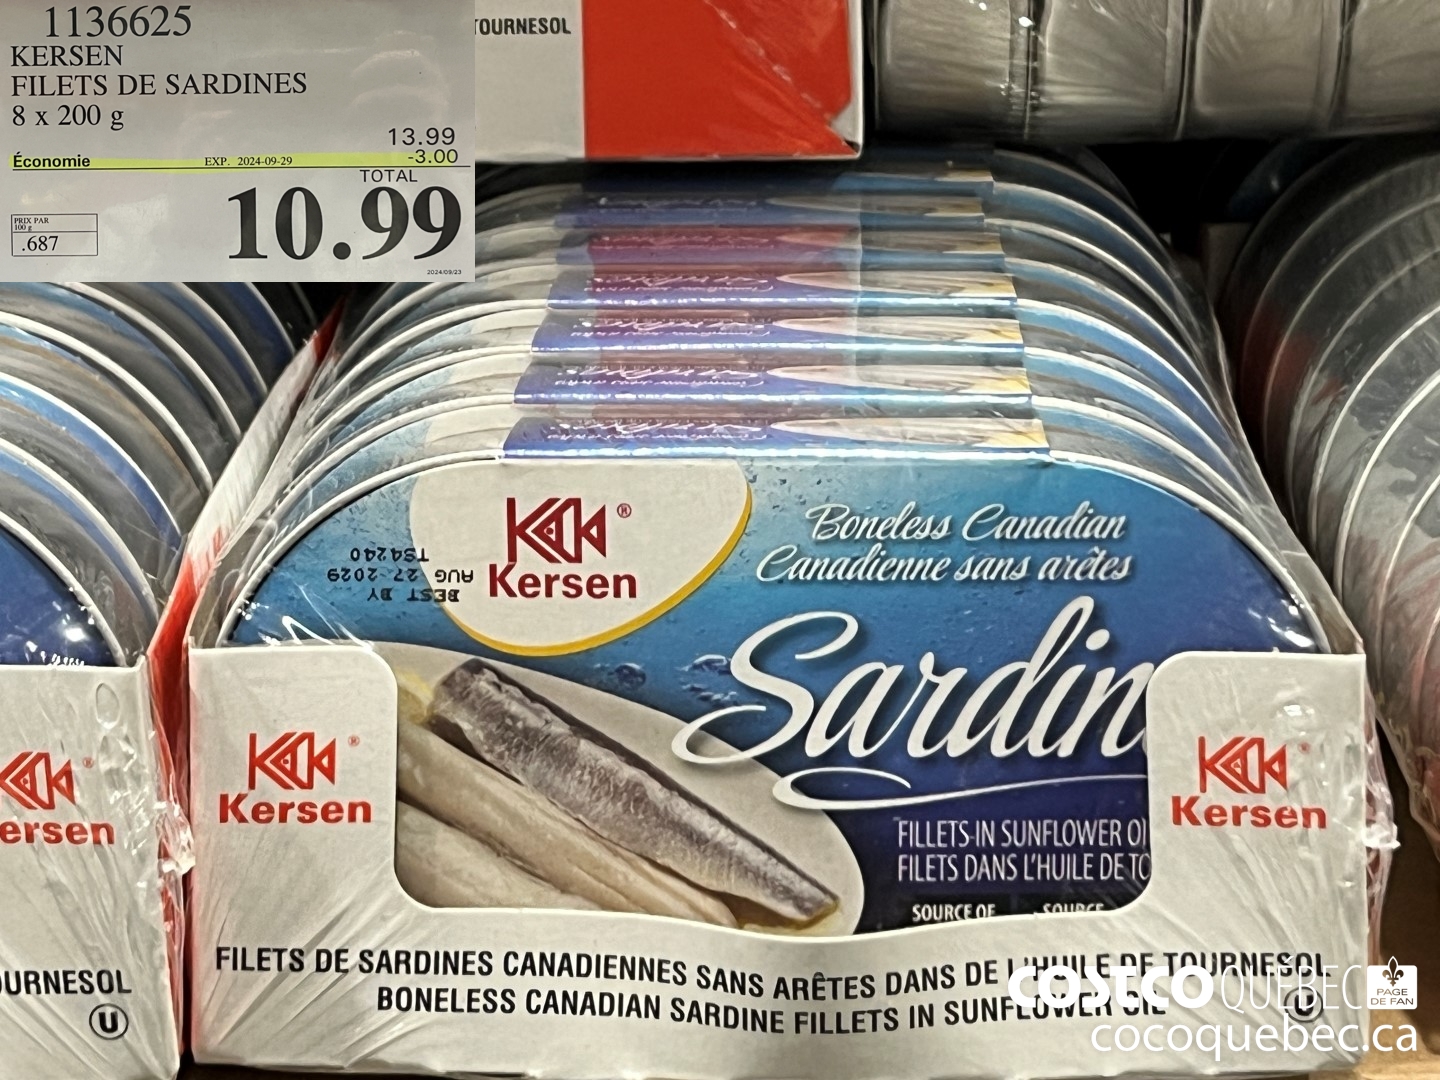 1136625
KERSEN
FILETS DE SARDINES
8 x 200 g
13.99
Économie EXP. 2024-09-29 -3.00
TOTAL
10.99
PRIX PAR
100 g
.687
2024/09/23
TOURNESOL
BEST BY
AUG 27 2029
TS4240
Kersen®
Boneless Canadian
Canadienne sans arêtes
Sardin
FILLETS IN SUNFLOWER OI
FILETS DANS L'HUILE DE TO
SOURCE OF SOURCE
Kersen®
Kersen®
ersen®
OURNESOL
U
FILETS DE SARDINES CANADIENNES SANS ARÊTES DANS DE L'HUILE DE TOURNESOL
BONELESS CANADIAN SARDINE FILLETS IN SUNFLOWER OIL
U
COSTCO QUÉBEC
PAGE
DE FAN
cocoquebec.ca